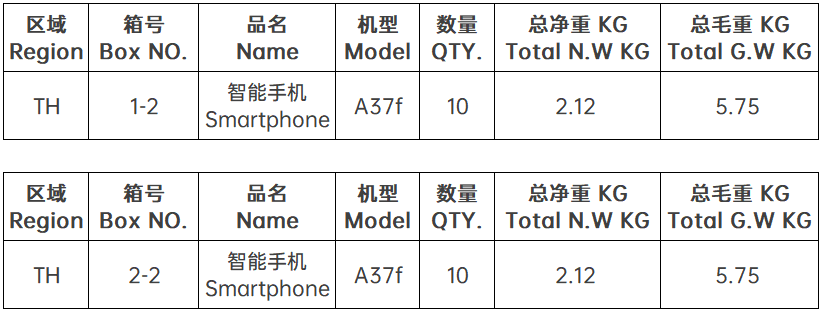 区域 箱号 品名 机型 数量 总净重 KG 总毛重 KG
Region Box NO. Name Model QTY. Total N.W KG Total G.W KG
TH 1-2 智能手机 Smartphone A37f 10 2.12 5.75
区域 箱号 品名 机型 数量 总净重 KG 总毛重 KG
Region Box NO. Name Model QTY. Total N.W KG Total G.W KG
TH 2-2 智能手机 Smartphone A37f 10 2.12 5.75